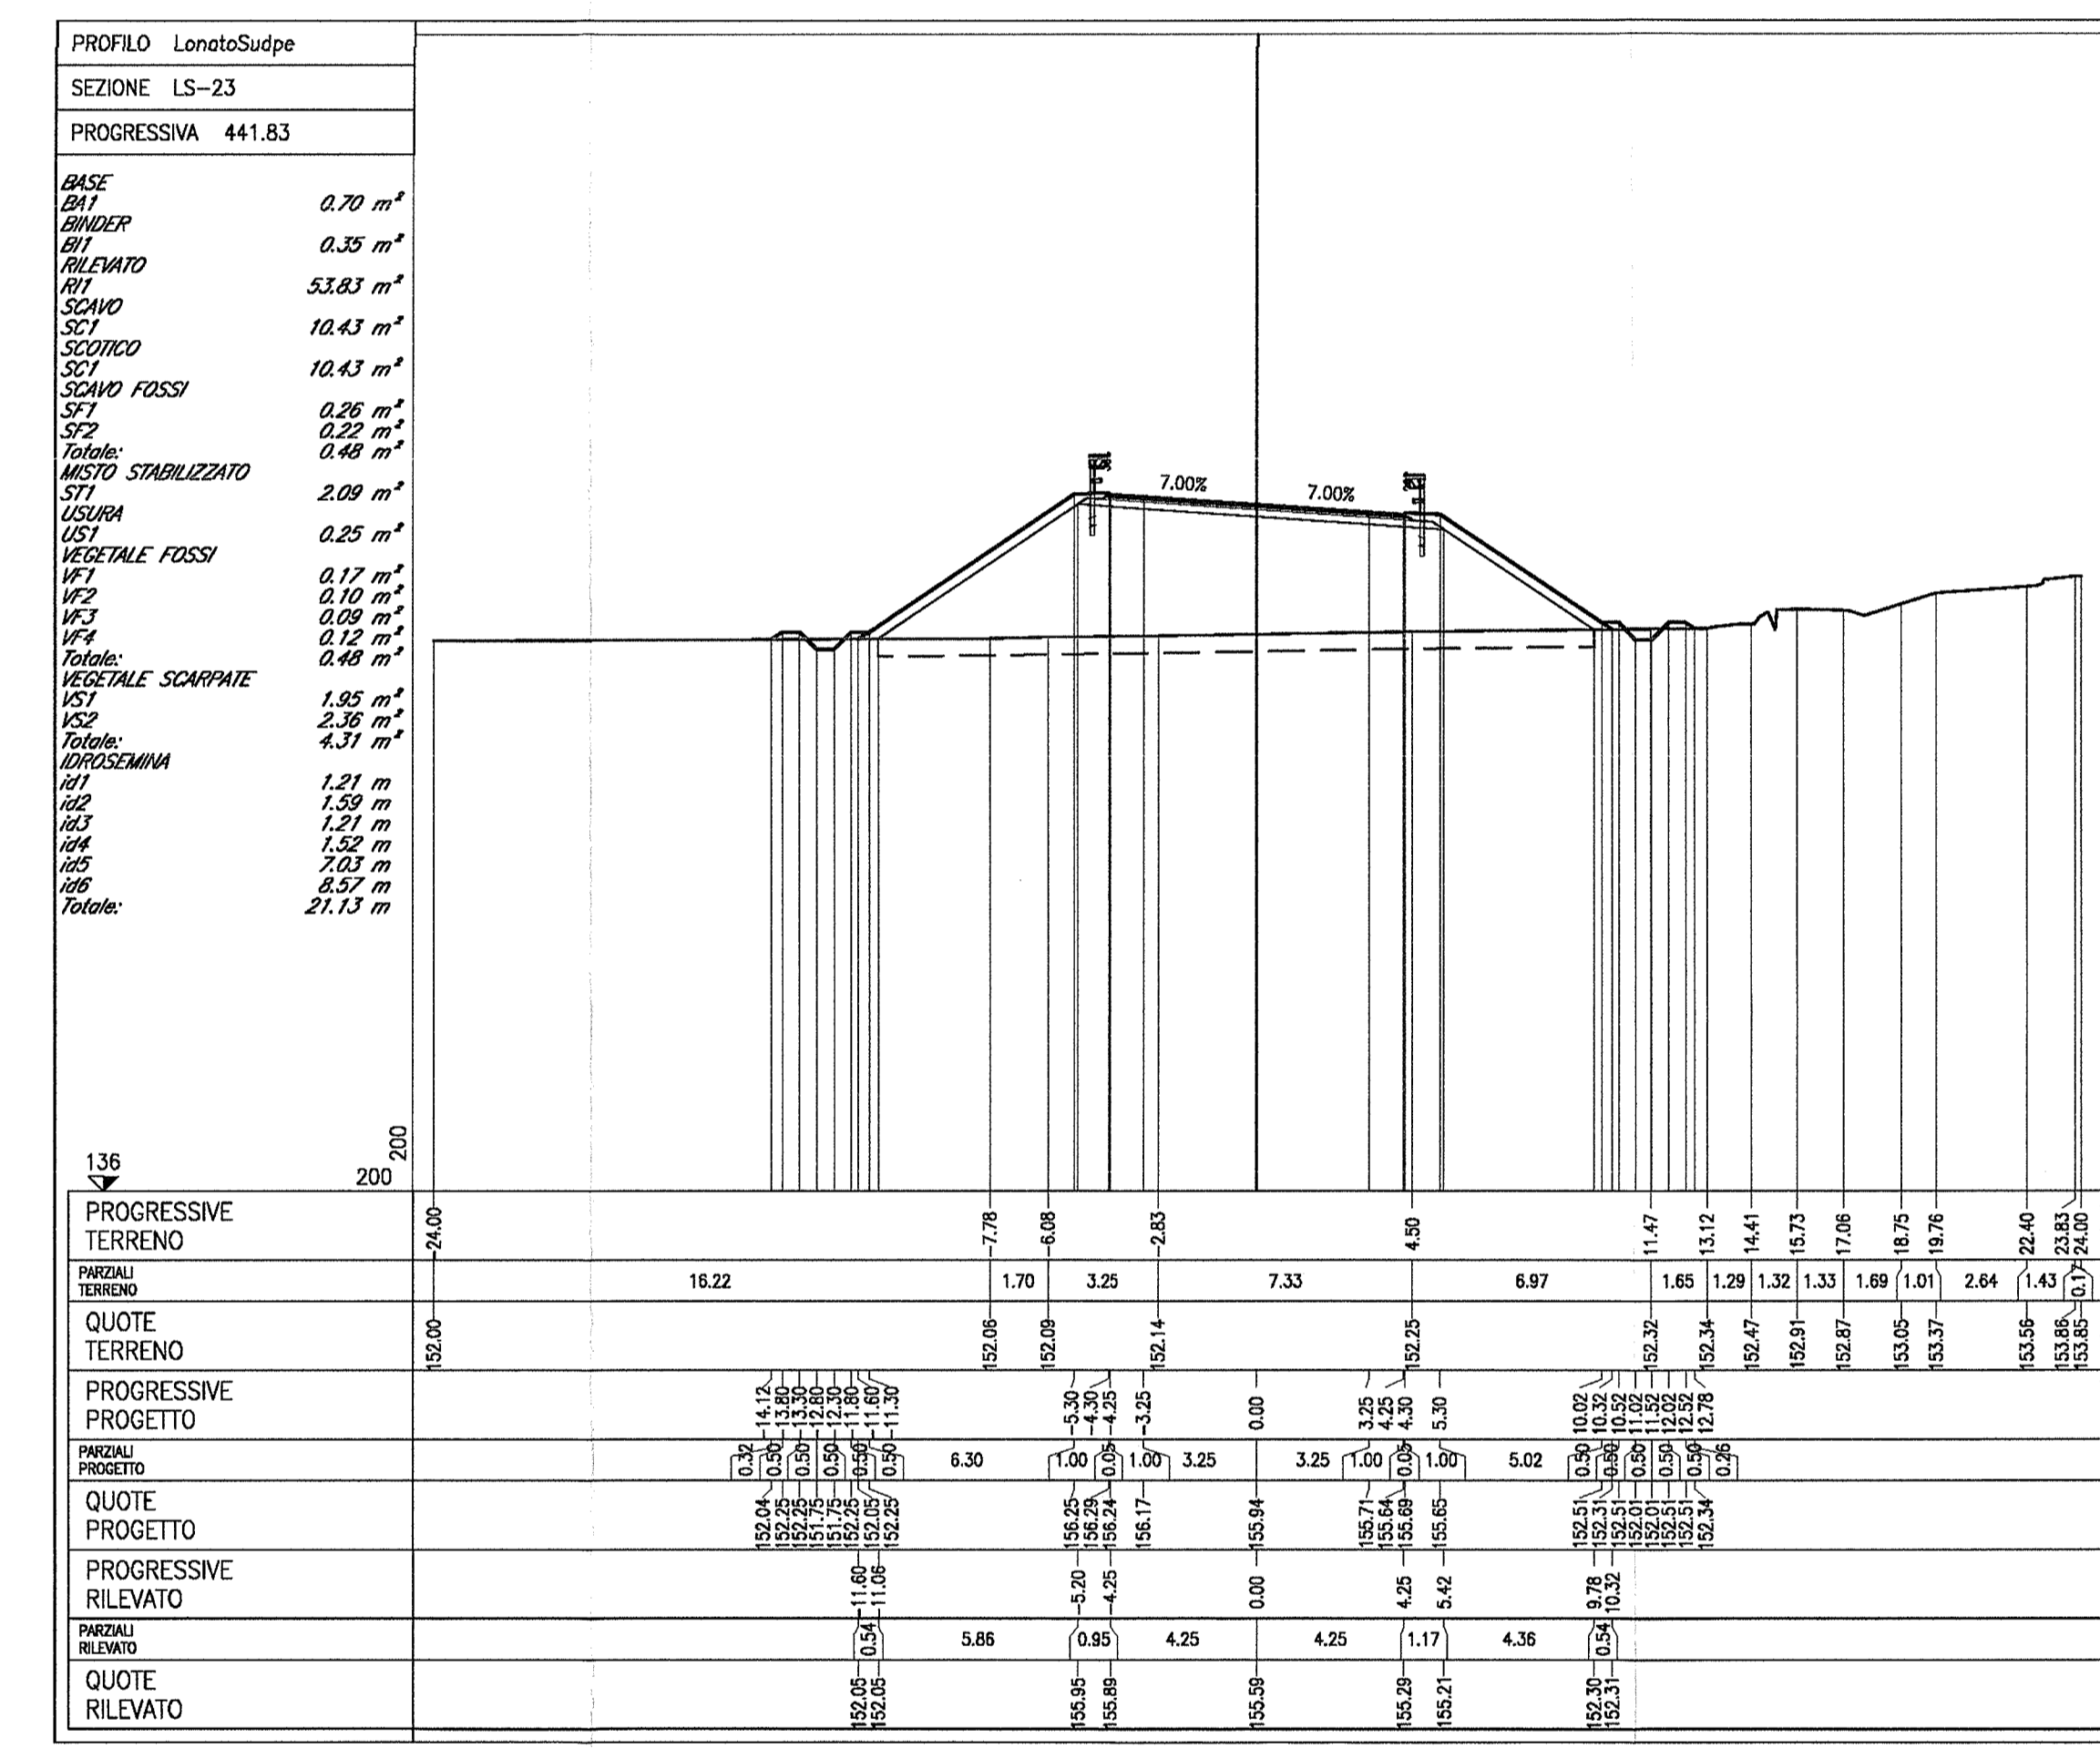 PROFILO LonatoSudpe
SEZIONE LS-23
PROGRESSIVA 441.83
BASE
BA1 0.70 m²
BINDER
BI1 0.35 m²
RILEVATO
RI1 53.83 m²
SCAVO
SC1 10.43 m²
SCOTICO
SC1 10.43 m²
SCAVO FOSSI
SF1 0.26 m²
SF2 0.22 m²
Totale: 0.48 m²
MISTO STABILIZZATO
ST1 2.09 m²
USURA
US1 0.25 m²
VEGETALE FOSSI
VF1 0.17 m²
VF2 0.10 m²
VF3 0.09 m²
VF4 0.12 m²
Totale: 0.48 m²
VEGETALE SCARPATE
VS1 1.95 m²
VS2 2.36 m²
Totale: 4.31 m²
IDROSEMINA
id1 1.21 m
id2 1.59 m
id3 1.21 m
id4 1.52 m
id5 7.03 m
id6 8.57 m
Totale: 21.13 m
7.00% 7.00%
136 200 200
PROGRESSIVE
TERRENO
-24.00 -7.78 -6.08 -2.83 4.50 11.47 13.12 14.41 15.73 17.06 18.75 19.76 22.40 23.83 24.00
PARZIALI
TERRENO
16.22 1.70 3.25 7.33 6.97 1.65 1.29 1.32 1.33 1.69 1.01 2.64 1.43 0.17
QUOTE
TERRENO
152.00 152.06 152.09 152.14 152.25 152.32 152.34 152.47 152.91 152.87 153.05 153.37 153.56 153.86 153.85
PROGRESSIVE
PROGETTO
-14.12 -13.80 -13.30 -12.80 -12.30 -11.80 -11.60 -11.30 -5.30 -4.30 -4.25 -3.25 0.00 3.25 4.25 4.30 5.30 10.02 10.32 10.52 11.02 11.52 12.02 12.52 12.78
PARZIALI
PROGETTO
0.32 0.50 0.50 0.50 0.50 0.50 6.30 1.00 0.05 1.00 3.25 3.25 1.00 0.05 1.00 5.02 0.50 0.50 0.50 0.50 0.50 0.26
QUOTE
PROGETTO
152.04 152.25 152.25 151.75 151.75 152.25 152.05 152.25 156.25 156.29 156.24 156.17 155.94 155.71 155.64 155.69 155.65 152.51 152.31 152.51 152.01 152.01 152.51 152.51 152.34
PROGRESSIVE
RILEVATO
-11.60 -11.06 -5.20 -4.25 0.00 4.25 5.42 9.78 10.32
PARZIALI
RILEVATO
0.54 5.86 0.95 4.25 4.25 1.17 4.36 0.54
QUOTE
RILEVATO
152.05 152.05 155.95 155.89 155.59 155.29 155.21 152.30 152.31